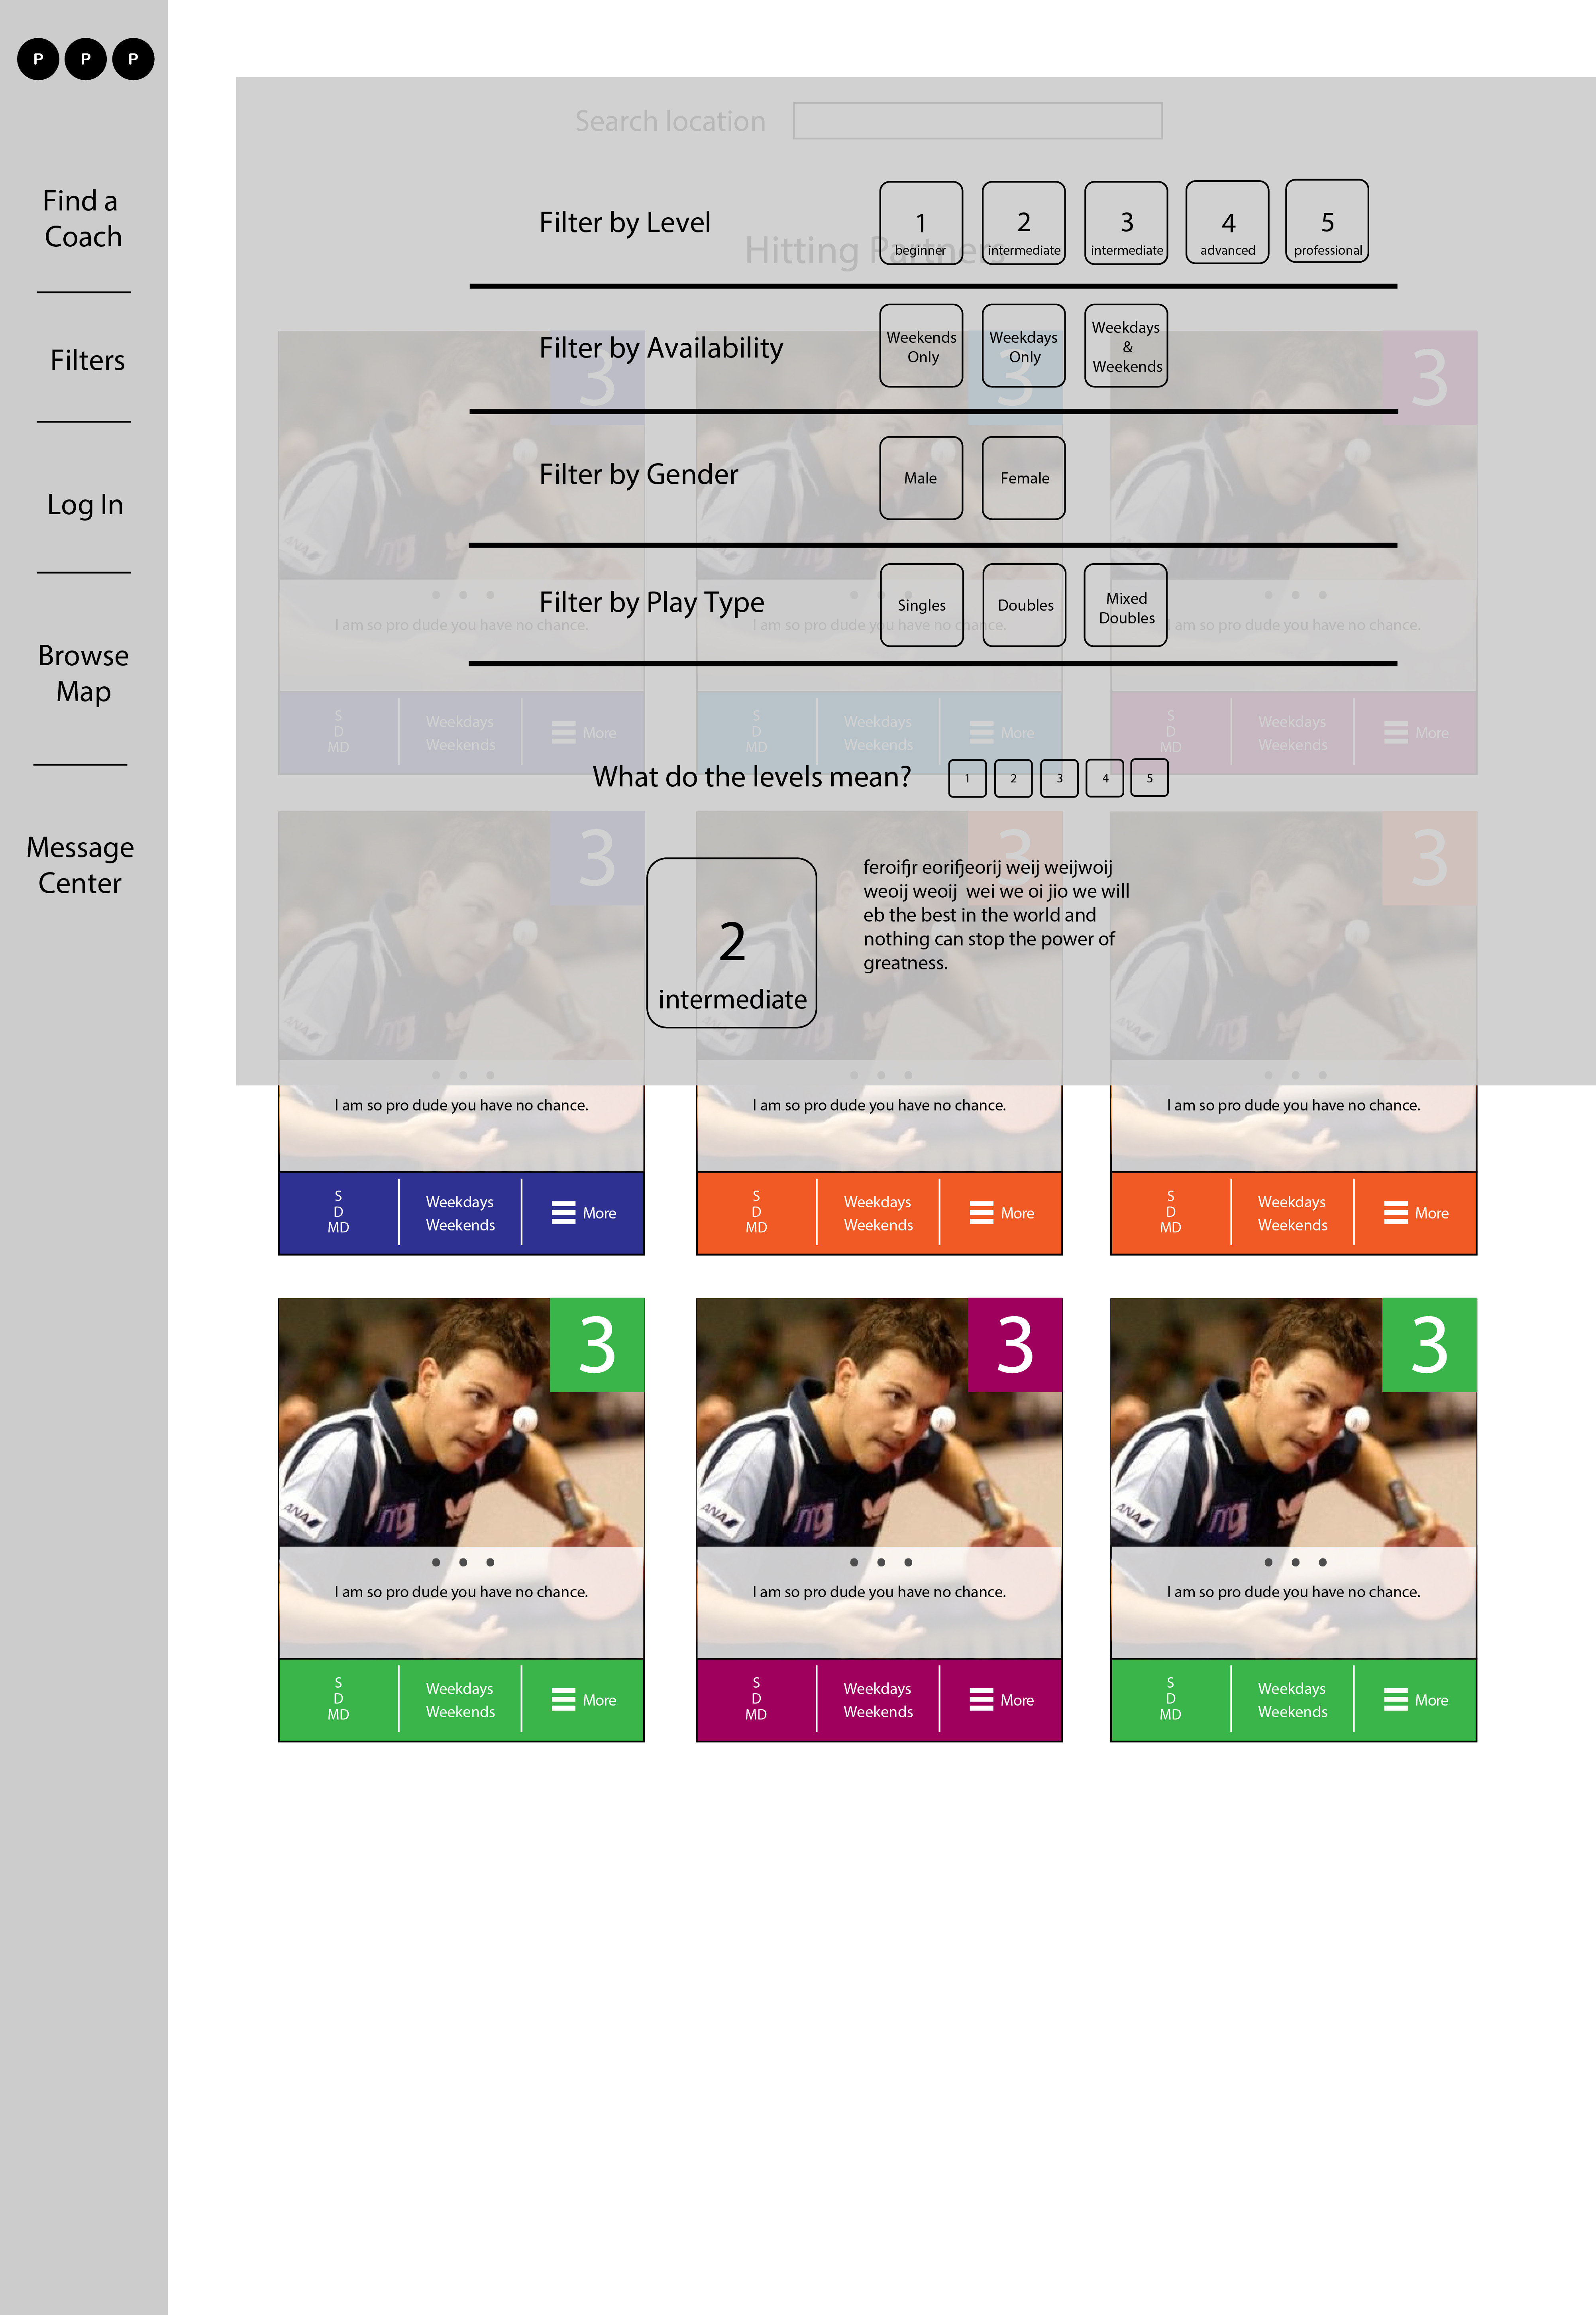 P P P
Find a
Coach
Filters
Log In
Browse
Map
Message
Center
Search location
Hitting Partners
Filter by Level
1
beginner
2
intermediate
3
intermediate
4
advanced
5
professional
Filter by Availability
Weekends
Only
Weekdays
Only
Weekdays
&
Weekends
Filter by Gender
Male
Female
Filter by Play Type
Singles
Doubles
Mixed
Doubles
What do the levels mean?
1 2 3 4 5
2
intermediate
feroifjr eorifjeorij weij weijwoij
weoij weoij  wei we oi jio we will
eb the best in the world and
nothing can stop the power of
greatness.
3
ANA
I am so pro dude you have no chance.
S
D
MD
Weekdays
Weekends
More
3
I am so pro dude you have no chance.
S
D
MD
Weekdays
Weekends
More
3
ANA
I am so pro dude you have no chance.
S
D
MD
Weekdays
Weekends
More
3
ANA
I am so pro dude you have no chance.
S
D
MD
Weekdays
Weekends
More
3
ANA
I am so pro dude you have no chance.
S
D
MD
Weekdays
Weekends
More
3
ANA
I am so pro dude you have no chance.
S
D
MD
Weekdays
Weekends
More
3
ANA
I am so pro dude you have no chance.
S
D
MD
Weekdays
Weekends
More
3
ANA
I am so pro dude you have no chance.
S
D
MD
Weekdays
Weekends
More
3
ANA
I am so pro dude you have no chance.
S
D
MD
Weekdays
Weekends
More